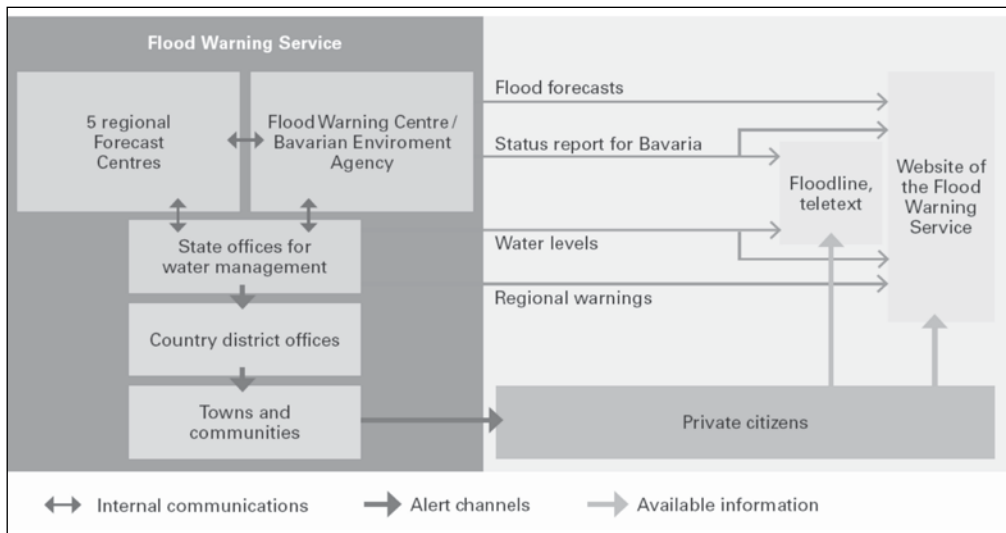 Flood Warning Service
5 regional
Forecast
Centres
Flood Warning Centre /
Bavarian Enviroment
Agency
State offices for
water management
Country district offices
Towns and
communities
Flood forecasts
Status report for Bavaria
Water levels
Regional warnings
Floodline,
teletext
Website of
the Flood
Warning
Service
Private citizens
Internal communications
Alert channels
Available information